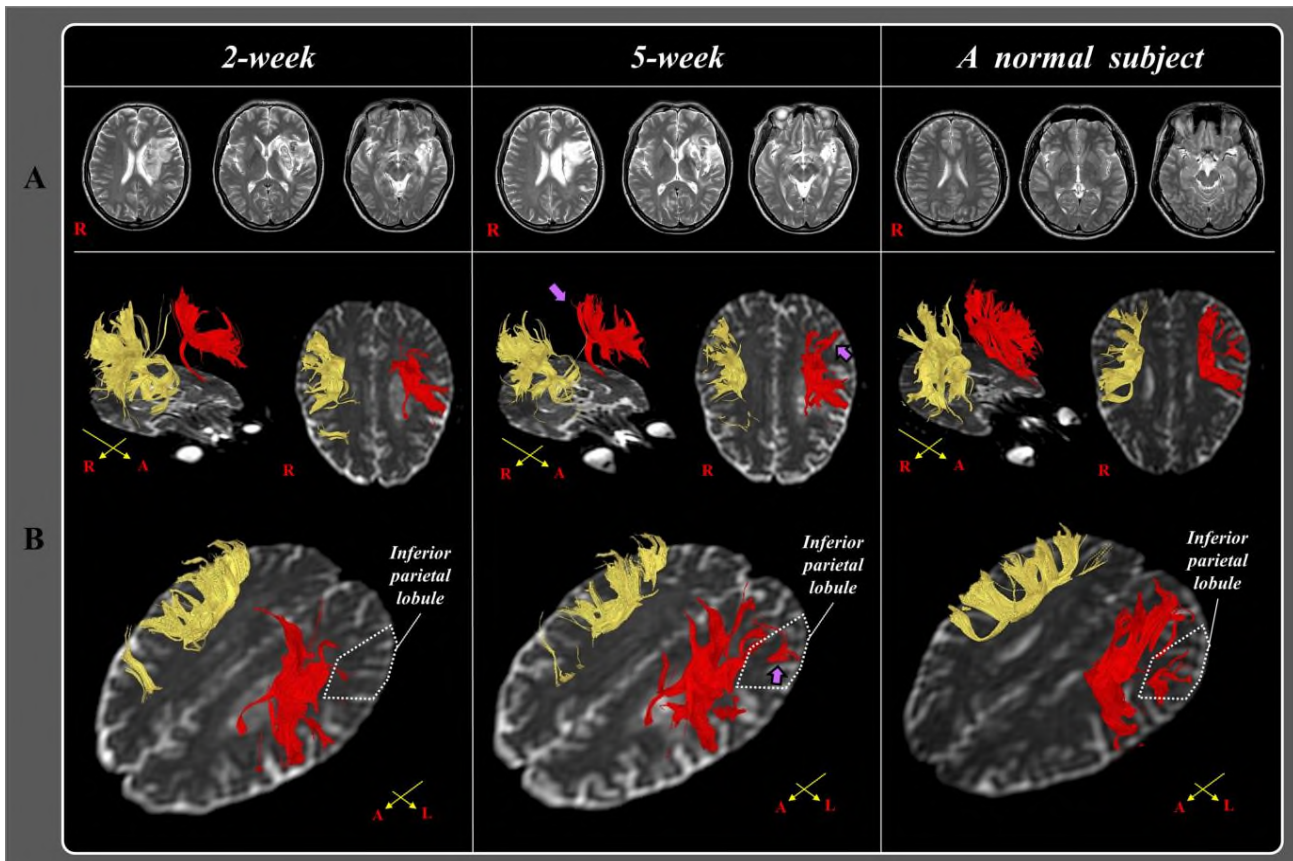 2-week
5-week
A normal subject
A
R
R
R
B
R A
R
R A
R
R A
R
Inferior
parietal
lobule
Inferior
parietal
lobule
Inferior
parietal
lobule
A L
A L
A L